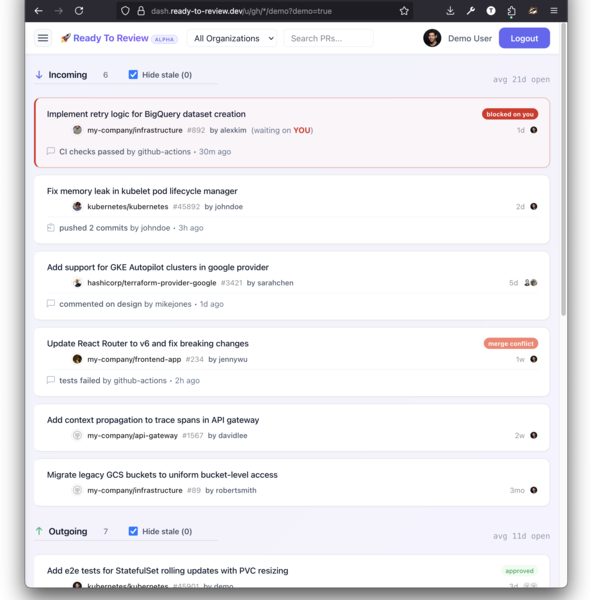 dash.ready-to-review.dev/u/gh/*/demo?demo=true
Ready To Review ALPHA All Organizations Search PRs... Demo User Logout
Incoming 6 Hide stale (0) avg 21d open
Implement retry logic for BigQuery dataset creation blocked on you
my-company/infrastructure #892 by alexkim (waiting on YOU) 1d
CI checks passed by github-actions • 30m ago
Fix memory leak in kubelet pod lifecycle manager
kubernetes/kubernetes #45892 by johndoe 2d
pushed 2 commits by johndoe • 3h ago
Add support for GKE Autopilot clusters in google provider
hashicorp/terraform-provider-google #3421 by sarahchen 5d
commented on design by mikejones • 1d ago
Update React Router to v6 and fix breaking changes merge conflict
my-company/frontend-app #234 by jennywu 1w
tests failed by github-actions • 2h ago
Add context propagation to trace spans in API gateway
my-company/api-gateway #1567 by davidlee 2w
Migrate legacy GCS buckets to uniform bucket-level access
my-company/infrastructure #89 by robertsmith 3mo
Outgoing 7 Hide stale (0) avg 11d open
Add e2e tests for StatefulSet rolling updates with PVC resizing approved
kubernetes/kubernetes #45901 by demo 3d